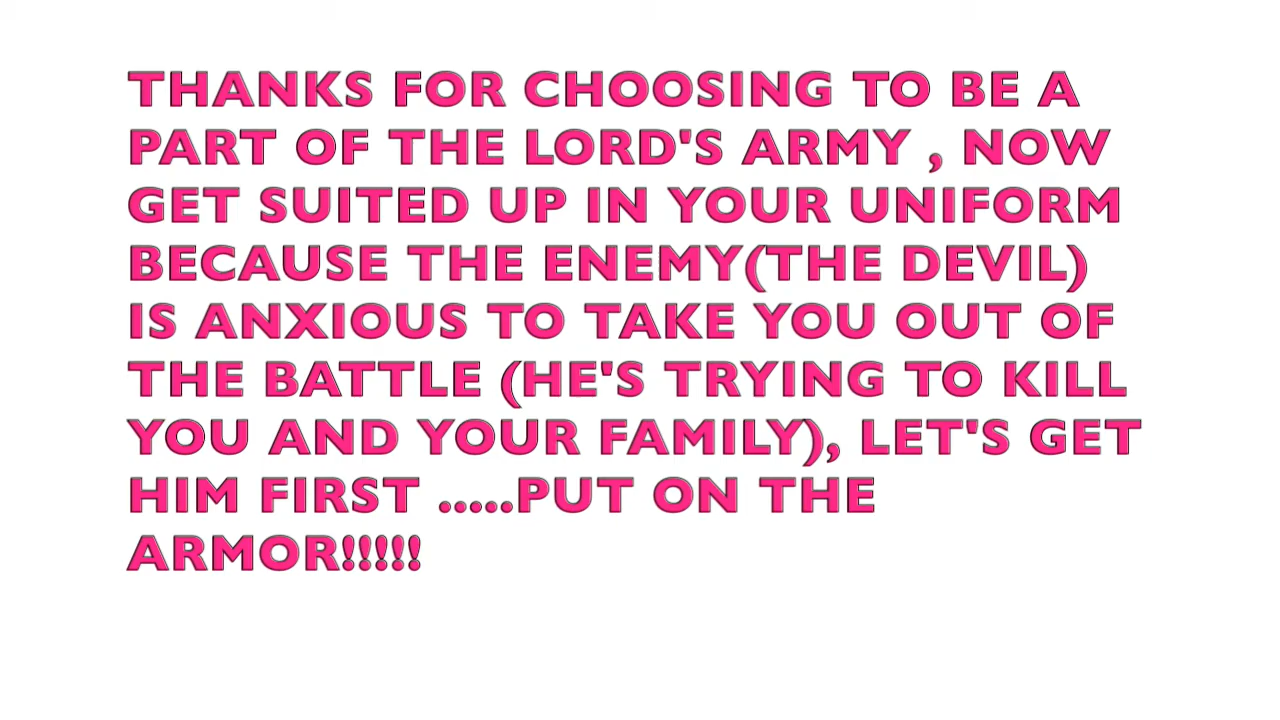 THANKS FOR CHOOSING TO BE A
PART OF THE LORD'S ARMY , NOW
GET SUITED UP IN YOUR UNIFORM
BECAUSE THE ENEMY(THE DEVIL)
IS ANXIOUS TO TAKE YOU OUT OF
THE BATTLE (HE'S TRYING TO KILL
YOU AND YOUR FAMILY), LET'S GET
HIM FIRST .....PUT ON THE
ARMOR!!!!!